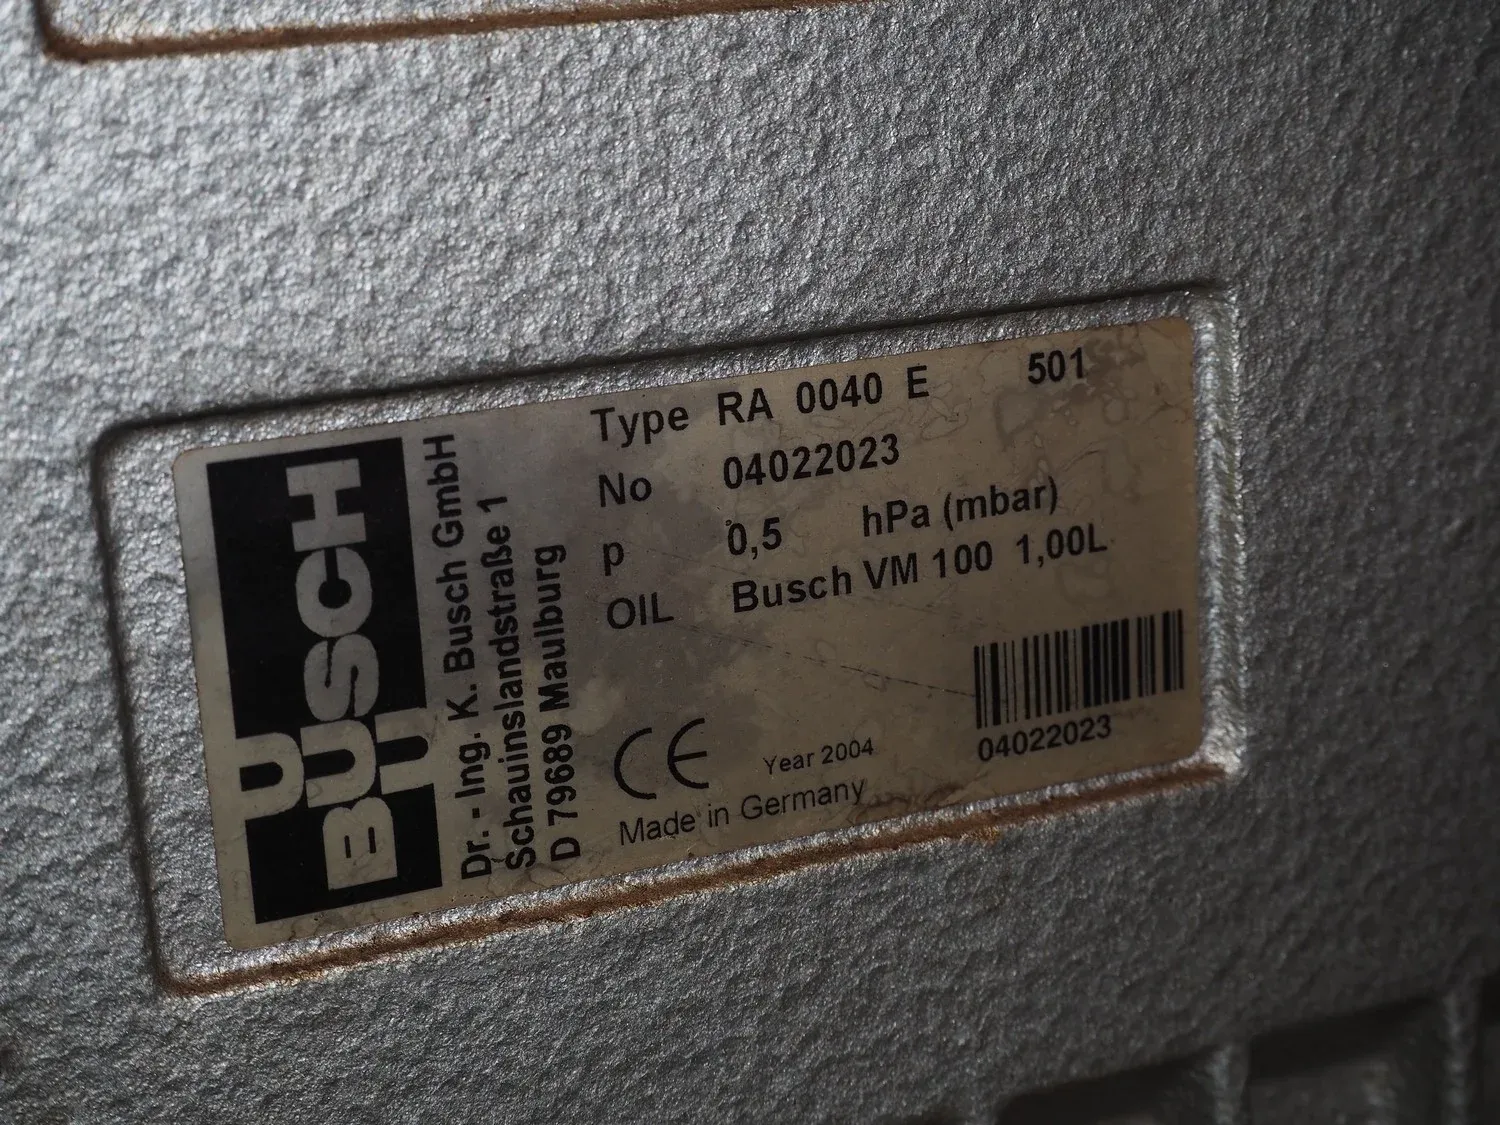 BUSCH
Dr. - Ing. K. Busch GmbH
Schauinslandstraße 1
D 79689 Maulburg
Type RA 0040 E 501
No 04022023
p 0,5 hPa (mbar)
OIL Busch VM 100 1,00L
CE Year 2004
Made in Germany
04022023